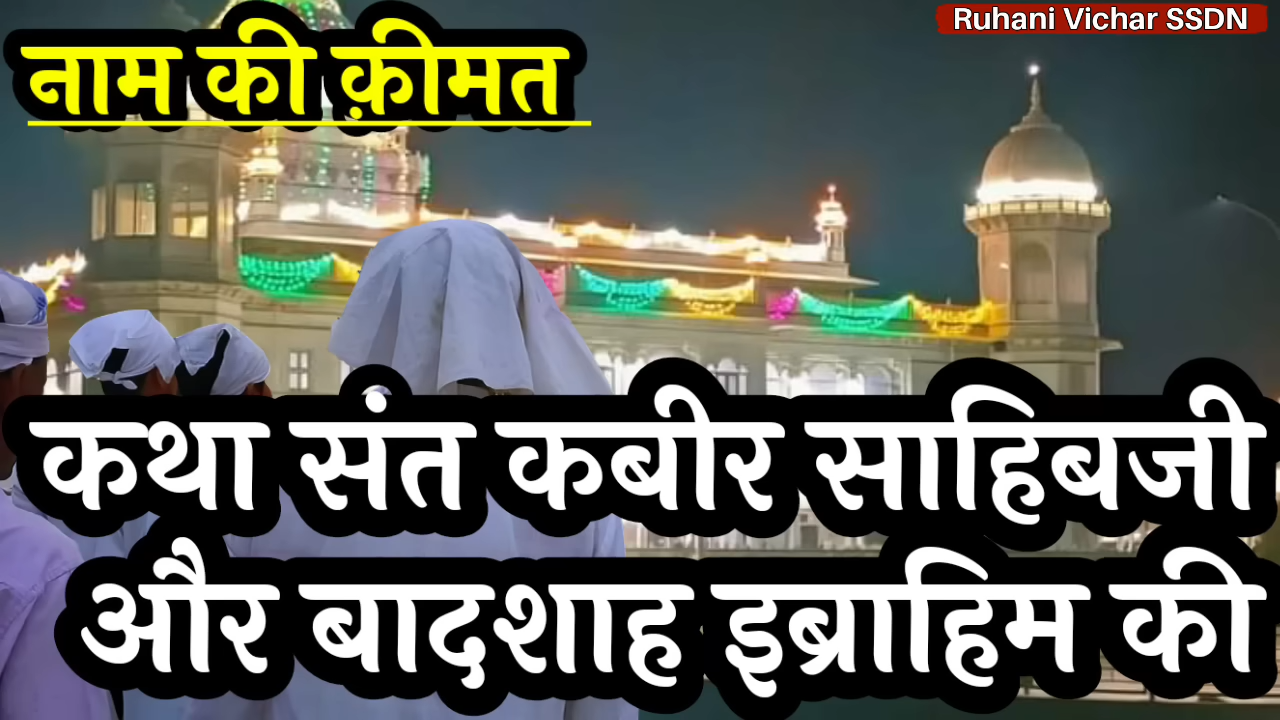 Ruhani Vichar SSDN
नाम की क़ीमत
कथा संत कबीर साहिबजी
और बादशाह इब्राहिम की